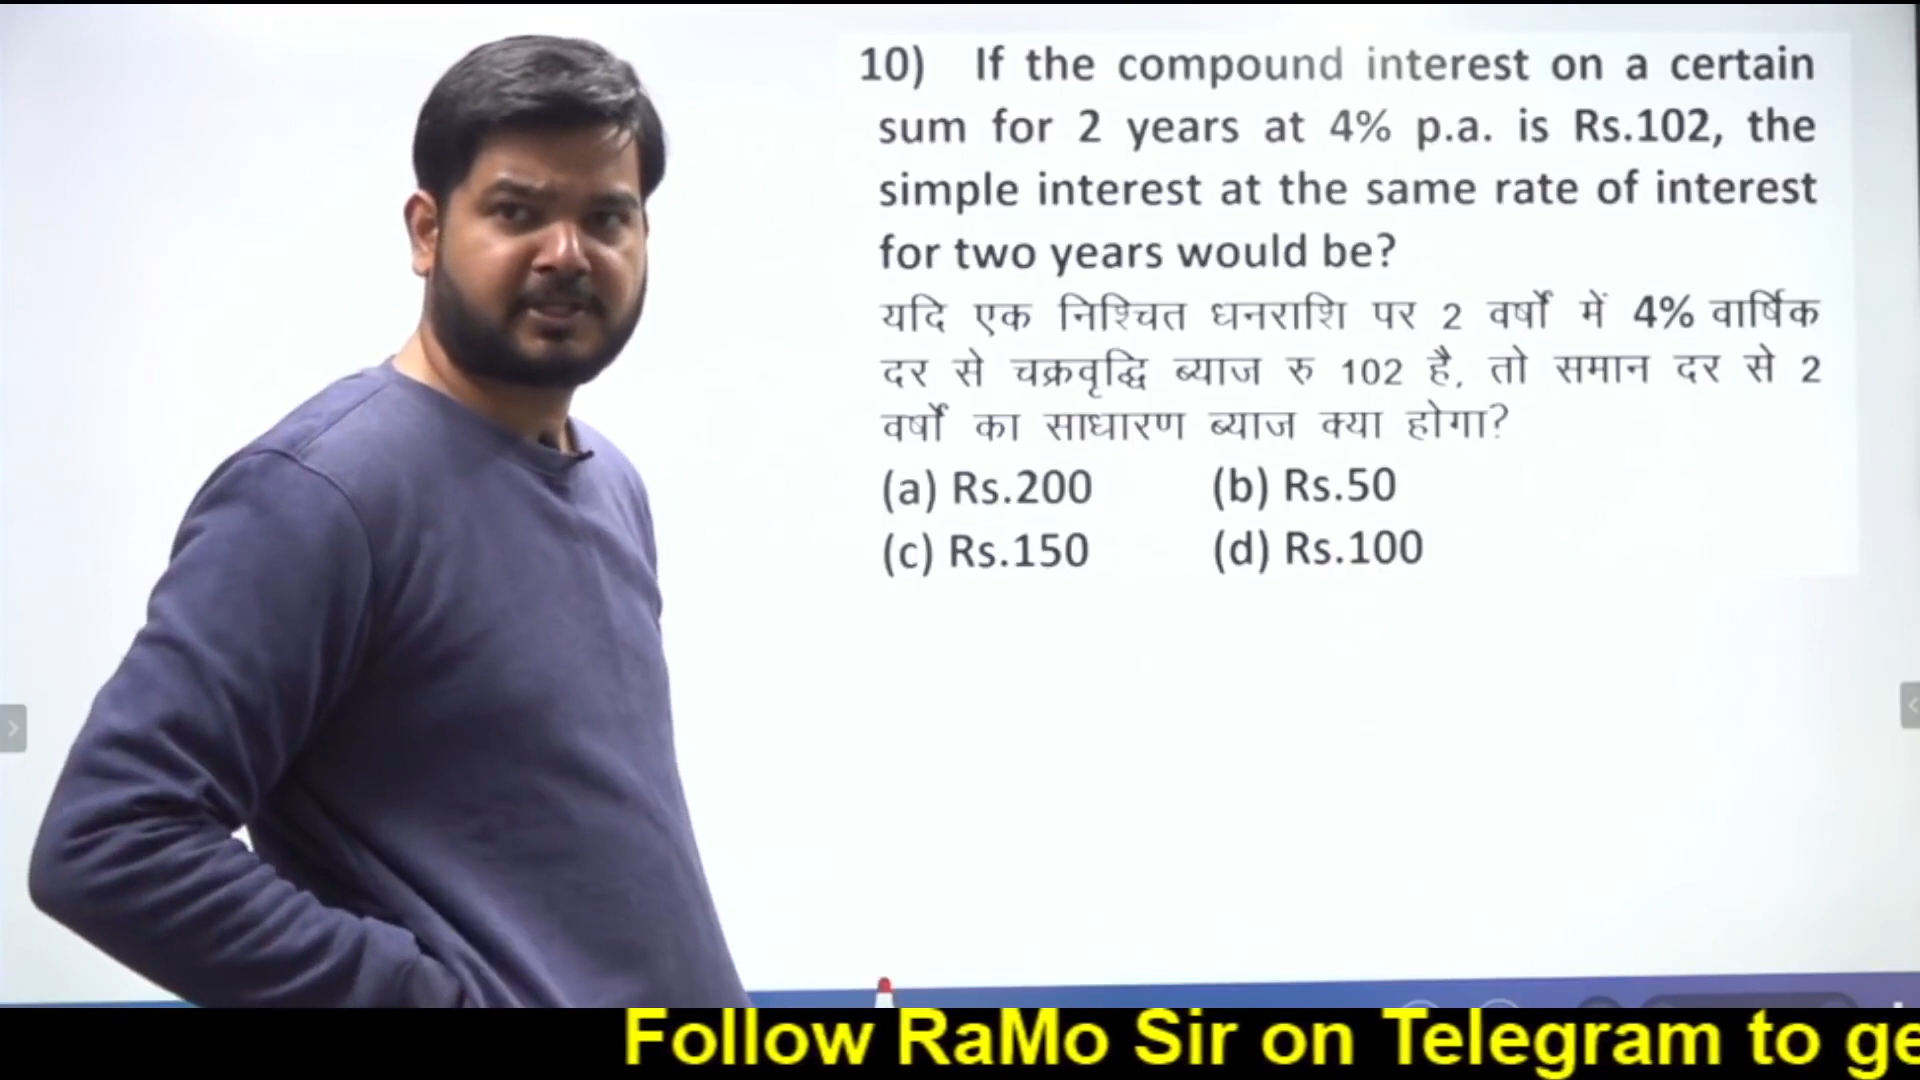 10) If the compound interest on a certain
sum for 2 years at 4% p.a. is Rs.102, the
simple interest at the same rate of interest
for two years would be?
यदि एक निश्चित धनराशि पर 2 वर्षों में 4% वार्षिक
दर से चक्रवृद्धि ब्याज रु 102 है, तो समान दर से 2
वर्षों का साधारण ब्याज क्या होगा?
(a) Rs.200 (b) Rs.50
(c) Rs.150 (d) Rs.100
Follow RaMo Sir on Telegram to ge